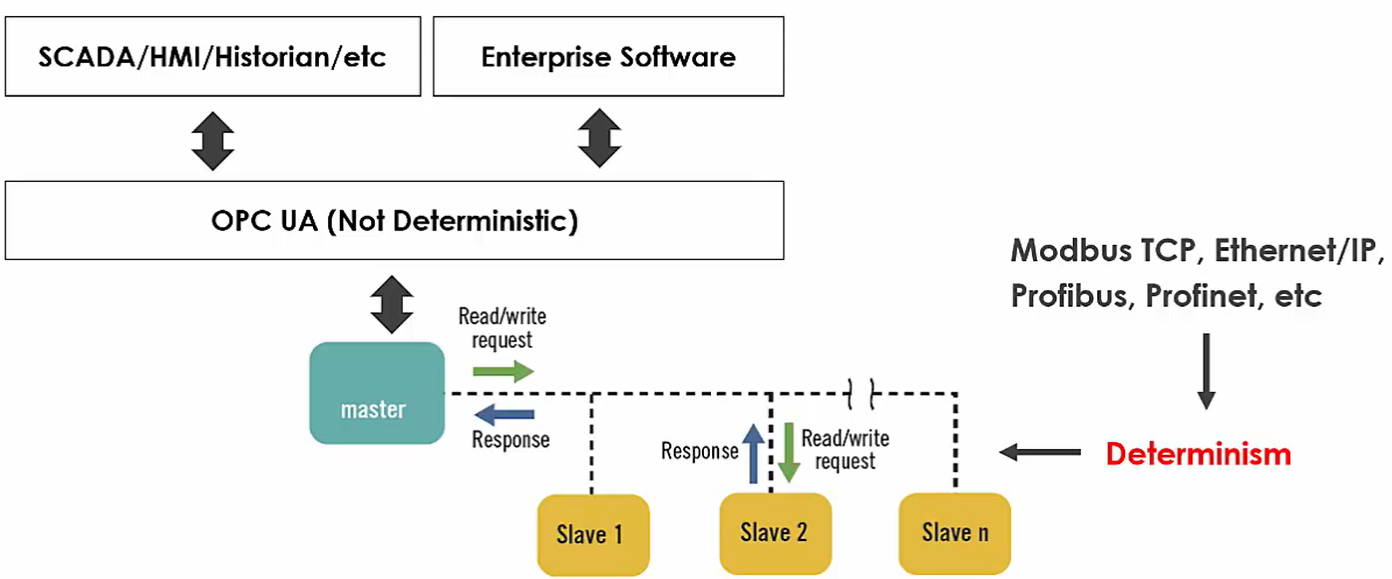 SCADA/HMI/Historian/etc
Enterprise Software
OPC UA (Not Deterministic)
Modbus TCP, Ethernet/IP,
Profibus, Profinet, etc
Read/write
request
master
Response
Response
Read/write
request
Determinism
Slave 1
Slave 2
Slave n